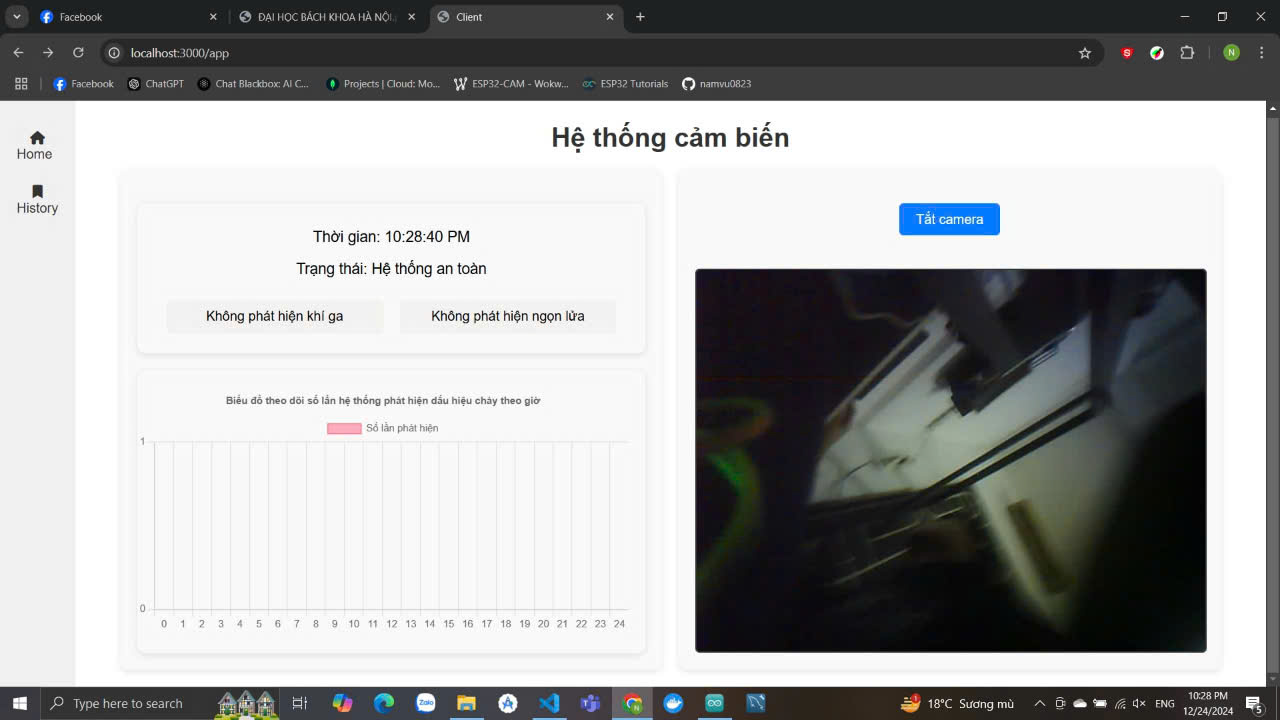 Facebook
ĐẠI HỌC BÁCH KHOA HÀ NỘI
Client
localhost:3000/app
Facebook
ChatGPT
Chat Blackbox: AI C...
Projects | Cloud: Mo...
ESP32-CAM - Wokw...
ESP32 Tutorials
namvu0823
N
Home
History
Hệ thống cảm biến
Thời gian: 10:28:40 PM
Trạng thái: Hệ thống an toàn
Không phát hiện khí ga
Không phát hiện ngọn lửa
Biểu đồ theo dõi số lần hệ thống phát hiện dấu hiệu cháy theo giờ
Số lần phát hiện
1
0
0 1 2 3 4 5 6 7 8 9 10 11 12 13 14 15 16 17 18 19 20 21 22 23 24
Tắt camera
Type here to search
Zalo
18°C Sương mù
ENG
10:28 PM
12/24/2024
5